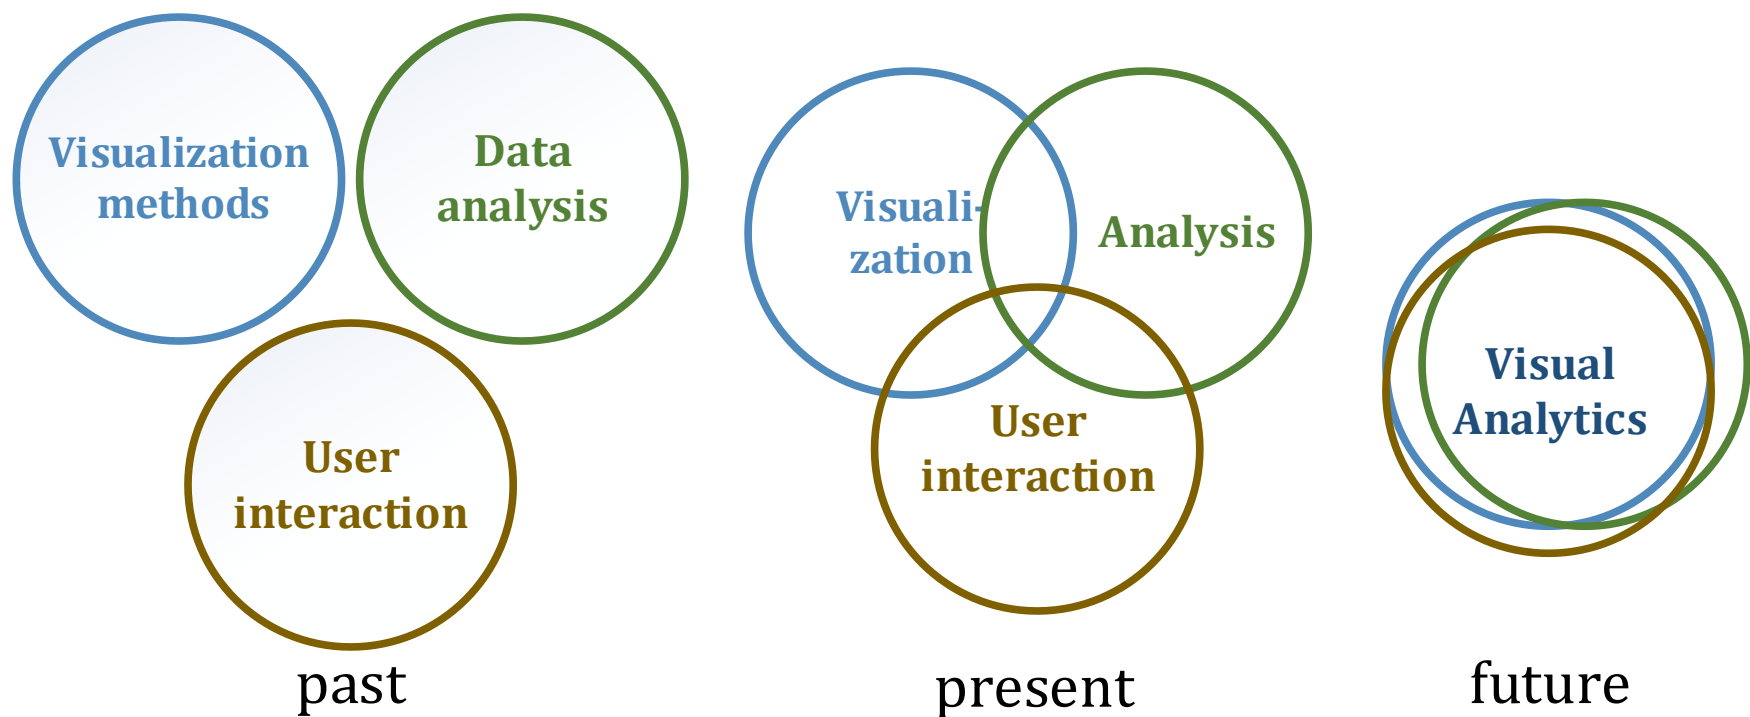 Visualization
methods
Data
analysis
User
interaction
past
Visuali-
zation
Analysis
User
interaction
present
Visual
Analytics
future